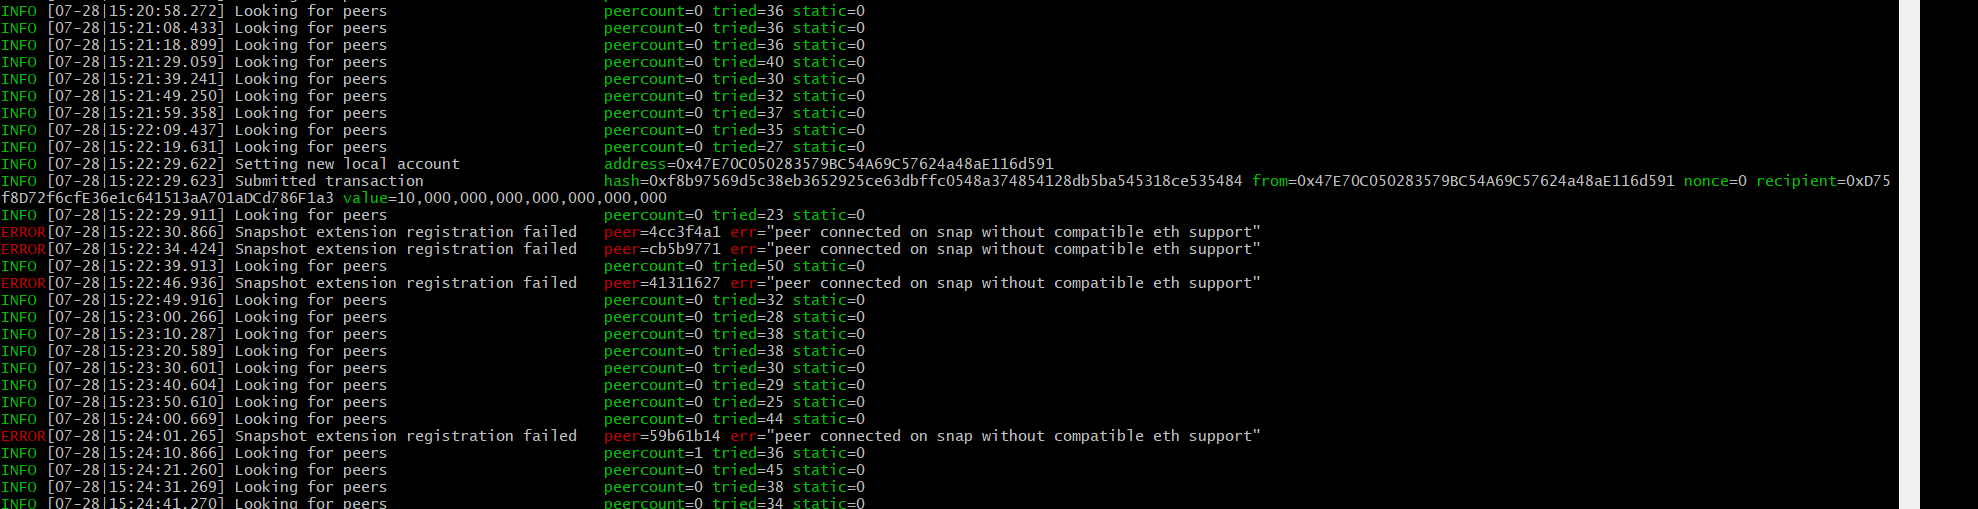 INFO [07-28|15:20:58.272] Looking for peers peercount=0 tried=36 static=0
INFO [07-28|15:21:08.433] Looking for peers peercount=0 tried=36 static=0
INFO [07-28|15:21:18.899] Looking for peers peercount=0 tried=36 static=0
INFO [07-28|15:21:29.059] Looking for peers peercount=0 tried=40 static=0
INFO [07-28|15:21:39.241] Looking for peers peercount=0 tried=30 static=0
INFO [07-28|15:21:49.250] Looking for peers peercount=0 tried=32 static=0
INFO [07-28|15:21:59.358] Looking for peers peercount=0 tried=37 static=0
INFO [07-28|15:22:09.437] Looking for peers peercount=0 tried=35 static=0
INFO [07-28|15:22:19.631] Looking for peers peercount=0 tried=27 static=0
INFO [07-28|15:22:29.622] Setting new local account address=0x47E70C050283579BC54A69C57624a48aE116d591
INFO [07-28|15:22:29.623] Submitted transaction hash=0xf8b97569d5c38eb3652925ce63dbffc0548a374854128db5ba545318ce535484 from=0x47E70C050283579BC54A69C57624a48aE116d591 nonce=0 recipient=0xD75
f8D72f6cfE36e1c641513aA701aDCd786F1a3 value=10,000,000,000,000,000,000,000
INFO [07-28|15:22:29.911] Looking for peers peercount=0 tried=23 static=0
ERROR[07-28|15:22:30.866] Snapshot extension registration failed peer=4cc3f4a1 err="peer connected on snap without compatible eth support"
ERROR[07-28|15:22:34.424] Snapshot extension registration failed peer=cb5b9771 err="peer connected on snap without compatible eth support"
INFO [07-28|15:22:39.913] Looking for peers peercount=0 tried=50 static=0
ERROR[07-28|15:22:46.936] Snapshot extension registration failed peer=41311627 err="peer connected on snap without compatible eth support"
INFO [07-28|15:22:49.916] Looking for peers peercount=0 tried=32 static=0
INFO [07-28|15:23:00.266] Looking for peers peercount=0 tried=28 static=0
INFO [07-28|15:23:10.287] Looking for peers peercount=0 tried=38 static=0
INFO [07-28|15:23:20.589] Looking for peers peercount=0 tried=38 static=0
INFO [07-28|15:23:30.601] Looking for peers peercount=0 tried=30 static=0
INFO [07-28|15:23:40.604] Looking for peers peercount=0 tried=29 static=0
INFO [07-28|15:23:50.610] Looking for peers peercount=0 tried=25 static=0
INFO [07-28|15:24:00.669] Looking for peers peercount=0 tried=44 static=0
ERROR[07-28|15:24:01.265] Snapshot extension registration failed peer=59b61b14 err="peer connected on snap without compatible eth support"
INFO [07-28|15:24:10.866] Looking for peers peercount=1 tried=36 static=0
INFO [07-28|15:24:21.260] Looking for peers peercount=0 tried=45 static=0
INFO [07-28|15:24:31.269] Looking for peers peercount=0 tried=38 static=0
INFO [07-28|15:24:41.270] Looking for peers peercount=0 tried=34 static=0